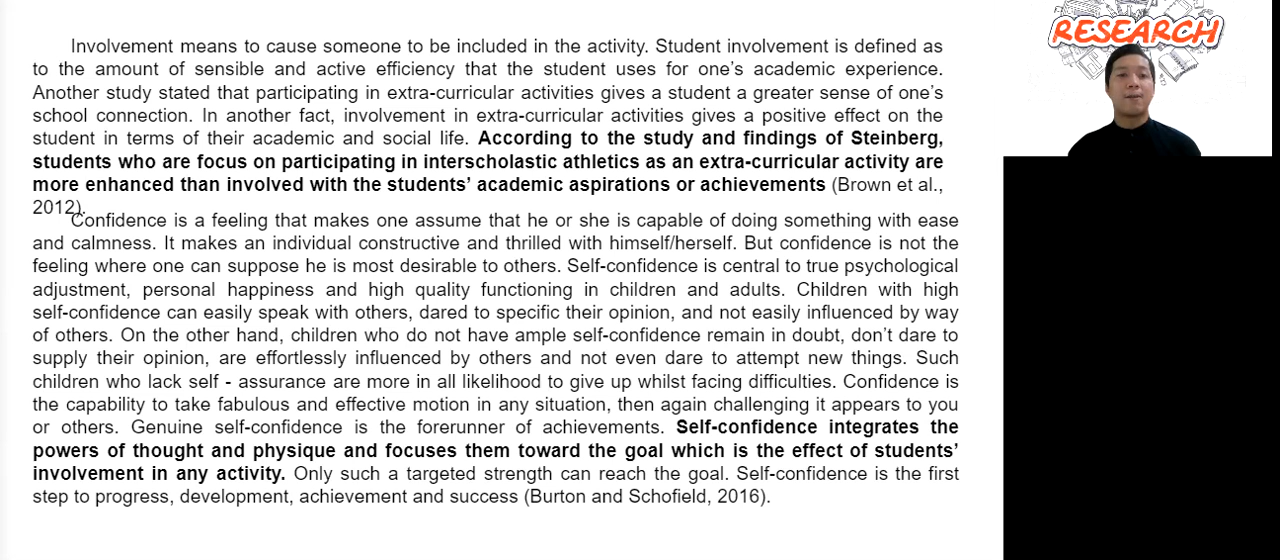 Involvement means to cause someone to be included in the activity. Student involvement is defined as
to the amount of sensible and active efficiency that the student uses for one's academic experience.
Another study stated that participating in extra-curricular activities gives a student a greater sense of one's
school connection. In another fact, involvement in extra-curricular activities gives a positive effect on the
student in terms of their academic and social life. According to the study and findings of Steinberg,
students who are focus on participating in interscholastic athletics as an extra-curricular activity are
more enhanced than involved with the students' academic aspirations or achievements (Brown et al.,
2012).
Confidence is a feeling that makes one assume that he or she is capable of doing something with ease
and calmness. It makes an individual constructive and thrilled with himself/herself. But confidence is not the
feeling where one can suppose he is most desirable to others. Self-confidence is central to true psychological
adjustment, personal happiness and high quality functioning in children and adults. Children with high
self-confidence can easily speak with others, dared to specific their opinion, and not easily influenced by way
of others. On the other hand, children who do not have ample self-confidence remain in doubt, don't dare to
supply their opinion, are effortlessly influenced by others and not even dare to attempt new things. Such
children who lack self - assurance are more in all likelihood to give up whilst facing difficulties. Confidence is
the capability to take fabulous and effective motion in any situation, then again challenging it appears to you
or others. Genuine self-confidence is the forerunner of achievements. Self-confidence integrates the
powers of thought and physique and focuses them toward the goal which is the effect of students'
involvement in any activity. Only such a targeted strength can reach the goal. Self-confidence is the first
step to progress, development, achievement and success (Burton and Schofield, 2016).
RESEARCH